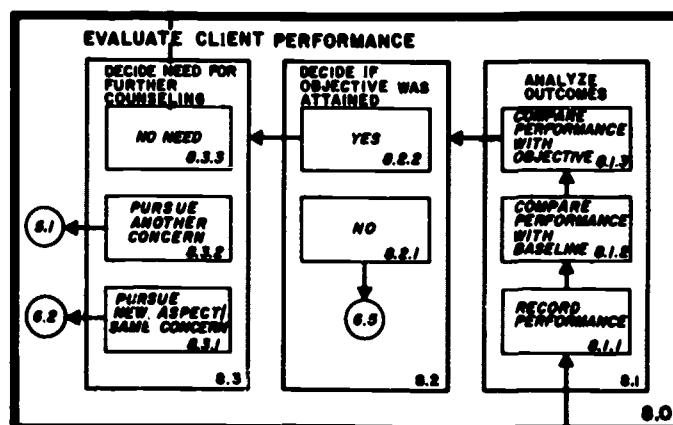 EVALUATE CLIENT PERFORMANCE
DECIDE NEED FOR
FURTHER
COUNSELING
NO NEED
8.3.3
PURSUE
ANOTHER
CONCERN
8.3.2
PURSUE
NEW ASPECT/
SAME CONCERN
8.3.1
8.3
6.2
DECIDE IF
OBJECTIVE WAS
ATTAINED
YES
8.2.2
NO
8.2.1
6.5
8.2
ANALYZE
OUTCOMES
COMPARE
PERFORMANCE
WITH
OBJECTIVE
8.1.3
COMPARE
PERFORMANCE
WITH
BASELINE
8.1.2
RECORD
PERFORMANCE
8.1.1
8.1
8.0